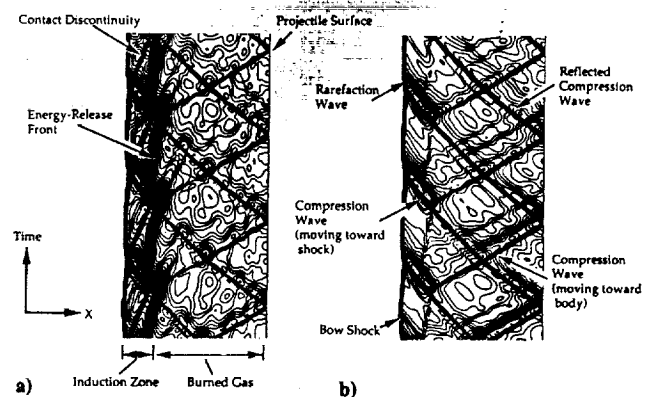 Contact Discontinuity
Projectile Surface
Energy-Release
Front
Time
X
Induction Zone
Burned Gas
a)
Rarefaction
Wave
Reflected
Compression
Wave
Compression
Wave
(moving toward
shock)
Compression
Wave
(moving toward
body)
Bow Shock
b)